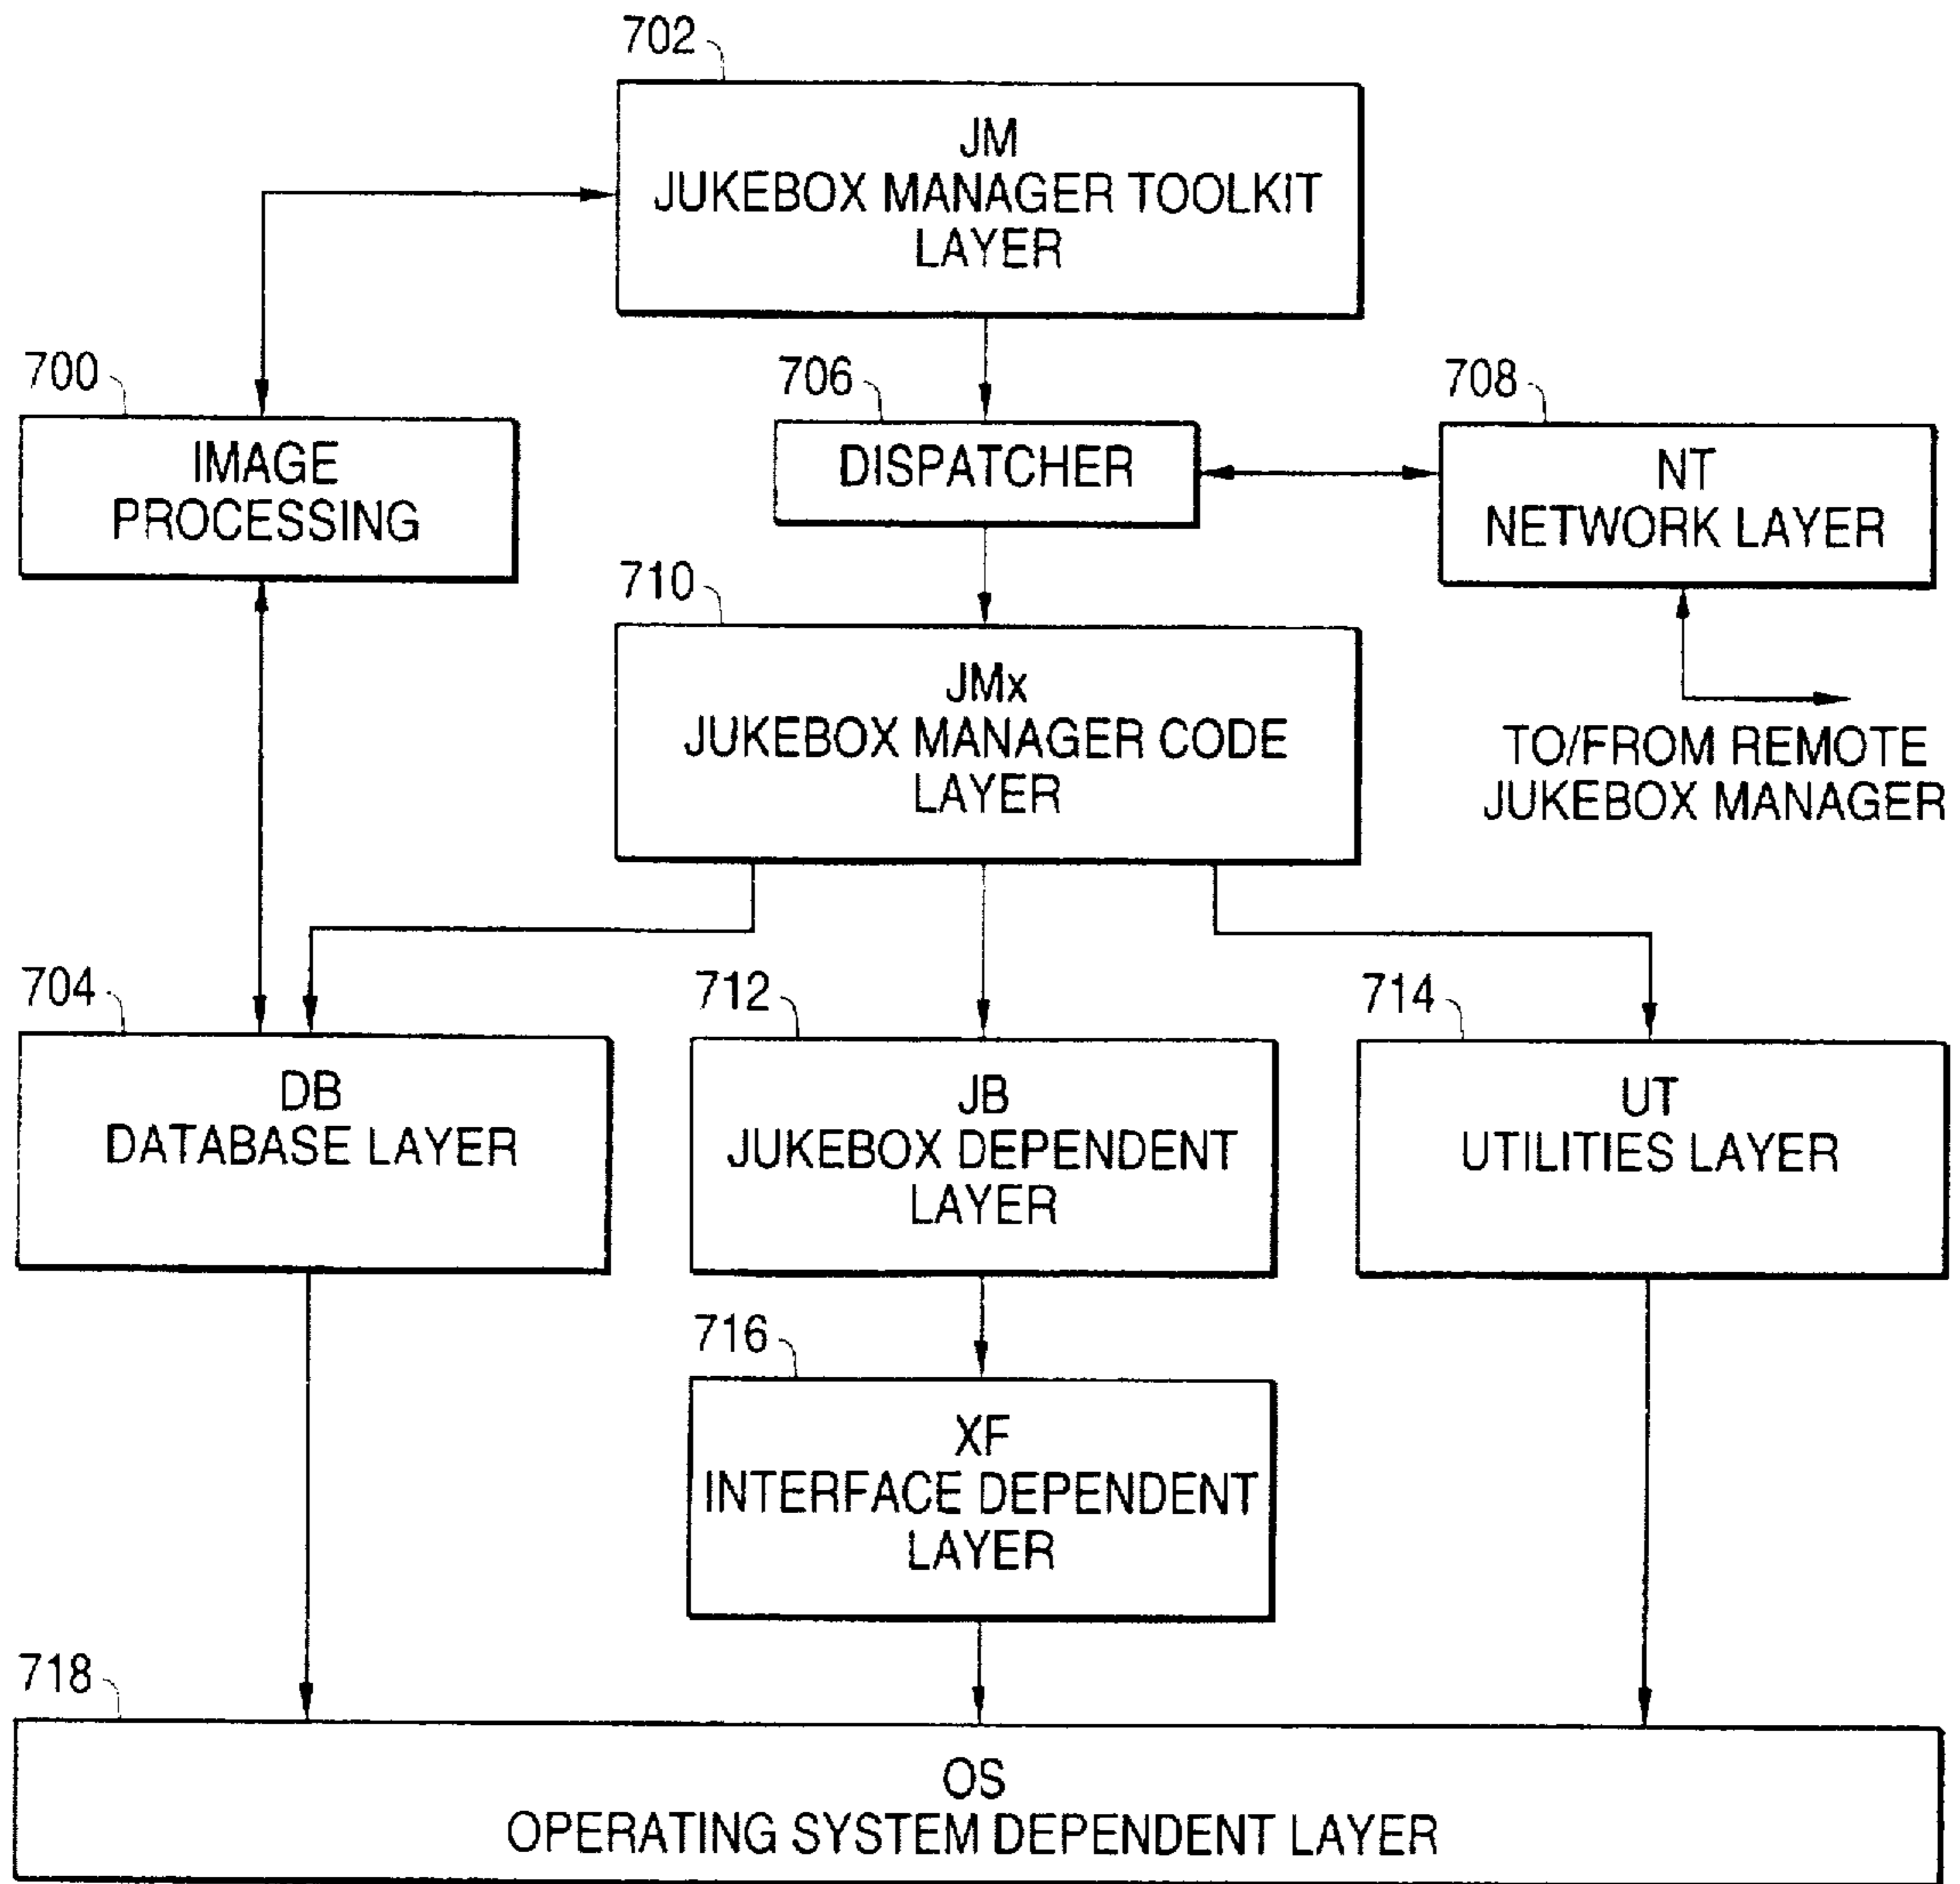 702
JM
JUKEBOX MANAGER TOOLKIT
LAYER
700
IMAGE
PROCESSING
706
DISPATCHER
708
NT
NETWORK LAYER
TO/FROM REMOTE
JUKEBOX MANAGER
710
JMx
JUKEBOX MANAGER CODE
LAYER
704
DB
DATABASE LAYER
712
JB
JUKEBOX DEPENDENT
LAYER
714
UT
UTILITIES LAYER
716
XF
INTERFACE DEPENDENT
LAYER
718
OS
OPERATING SYSTEM DEPENDENT LAYER